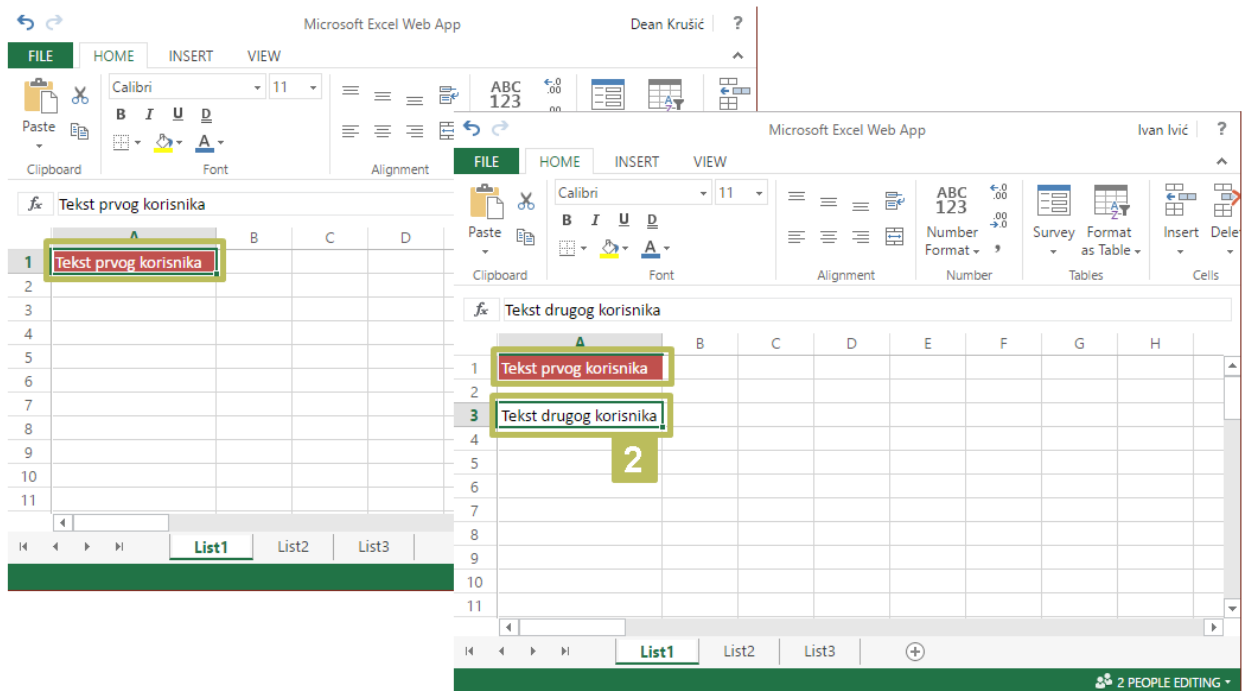 Microsoft Excel Web App Dean Krušić ?
FILE HOME INSERT VIEW
Calibri 11
ABC
123
B I U D
Paste
A
Clipboard Font Alignment
fx Tekst prvog korisnika
A B C D
1 Tekst prvog korisnika
2
3
4
5
6
7
8
9
10
11
List1 List2 List3
Microsoft Excel Web App Ivan Ivić ?
FILE HOME INSERT VIEW
Calibri 11
ABC
123
B I U D
Paste
A
Number
Format
Survey Format
as Table
Insert Dele
Clipboard Font Alignment Number Tables Cells
fx Tekst drugog korisnika
A B C D E F G H
1 Tekst prvog korisnika
2
3 Tekst drugog korisnika
4
2
5
6
7
8
9
10
11
List1 List2 List3
2 PEOPLE EDITING